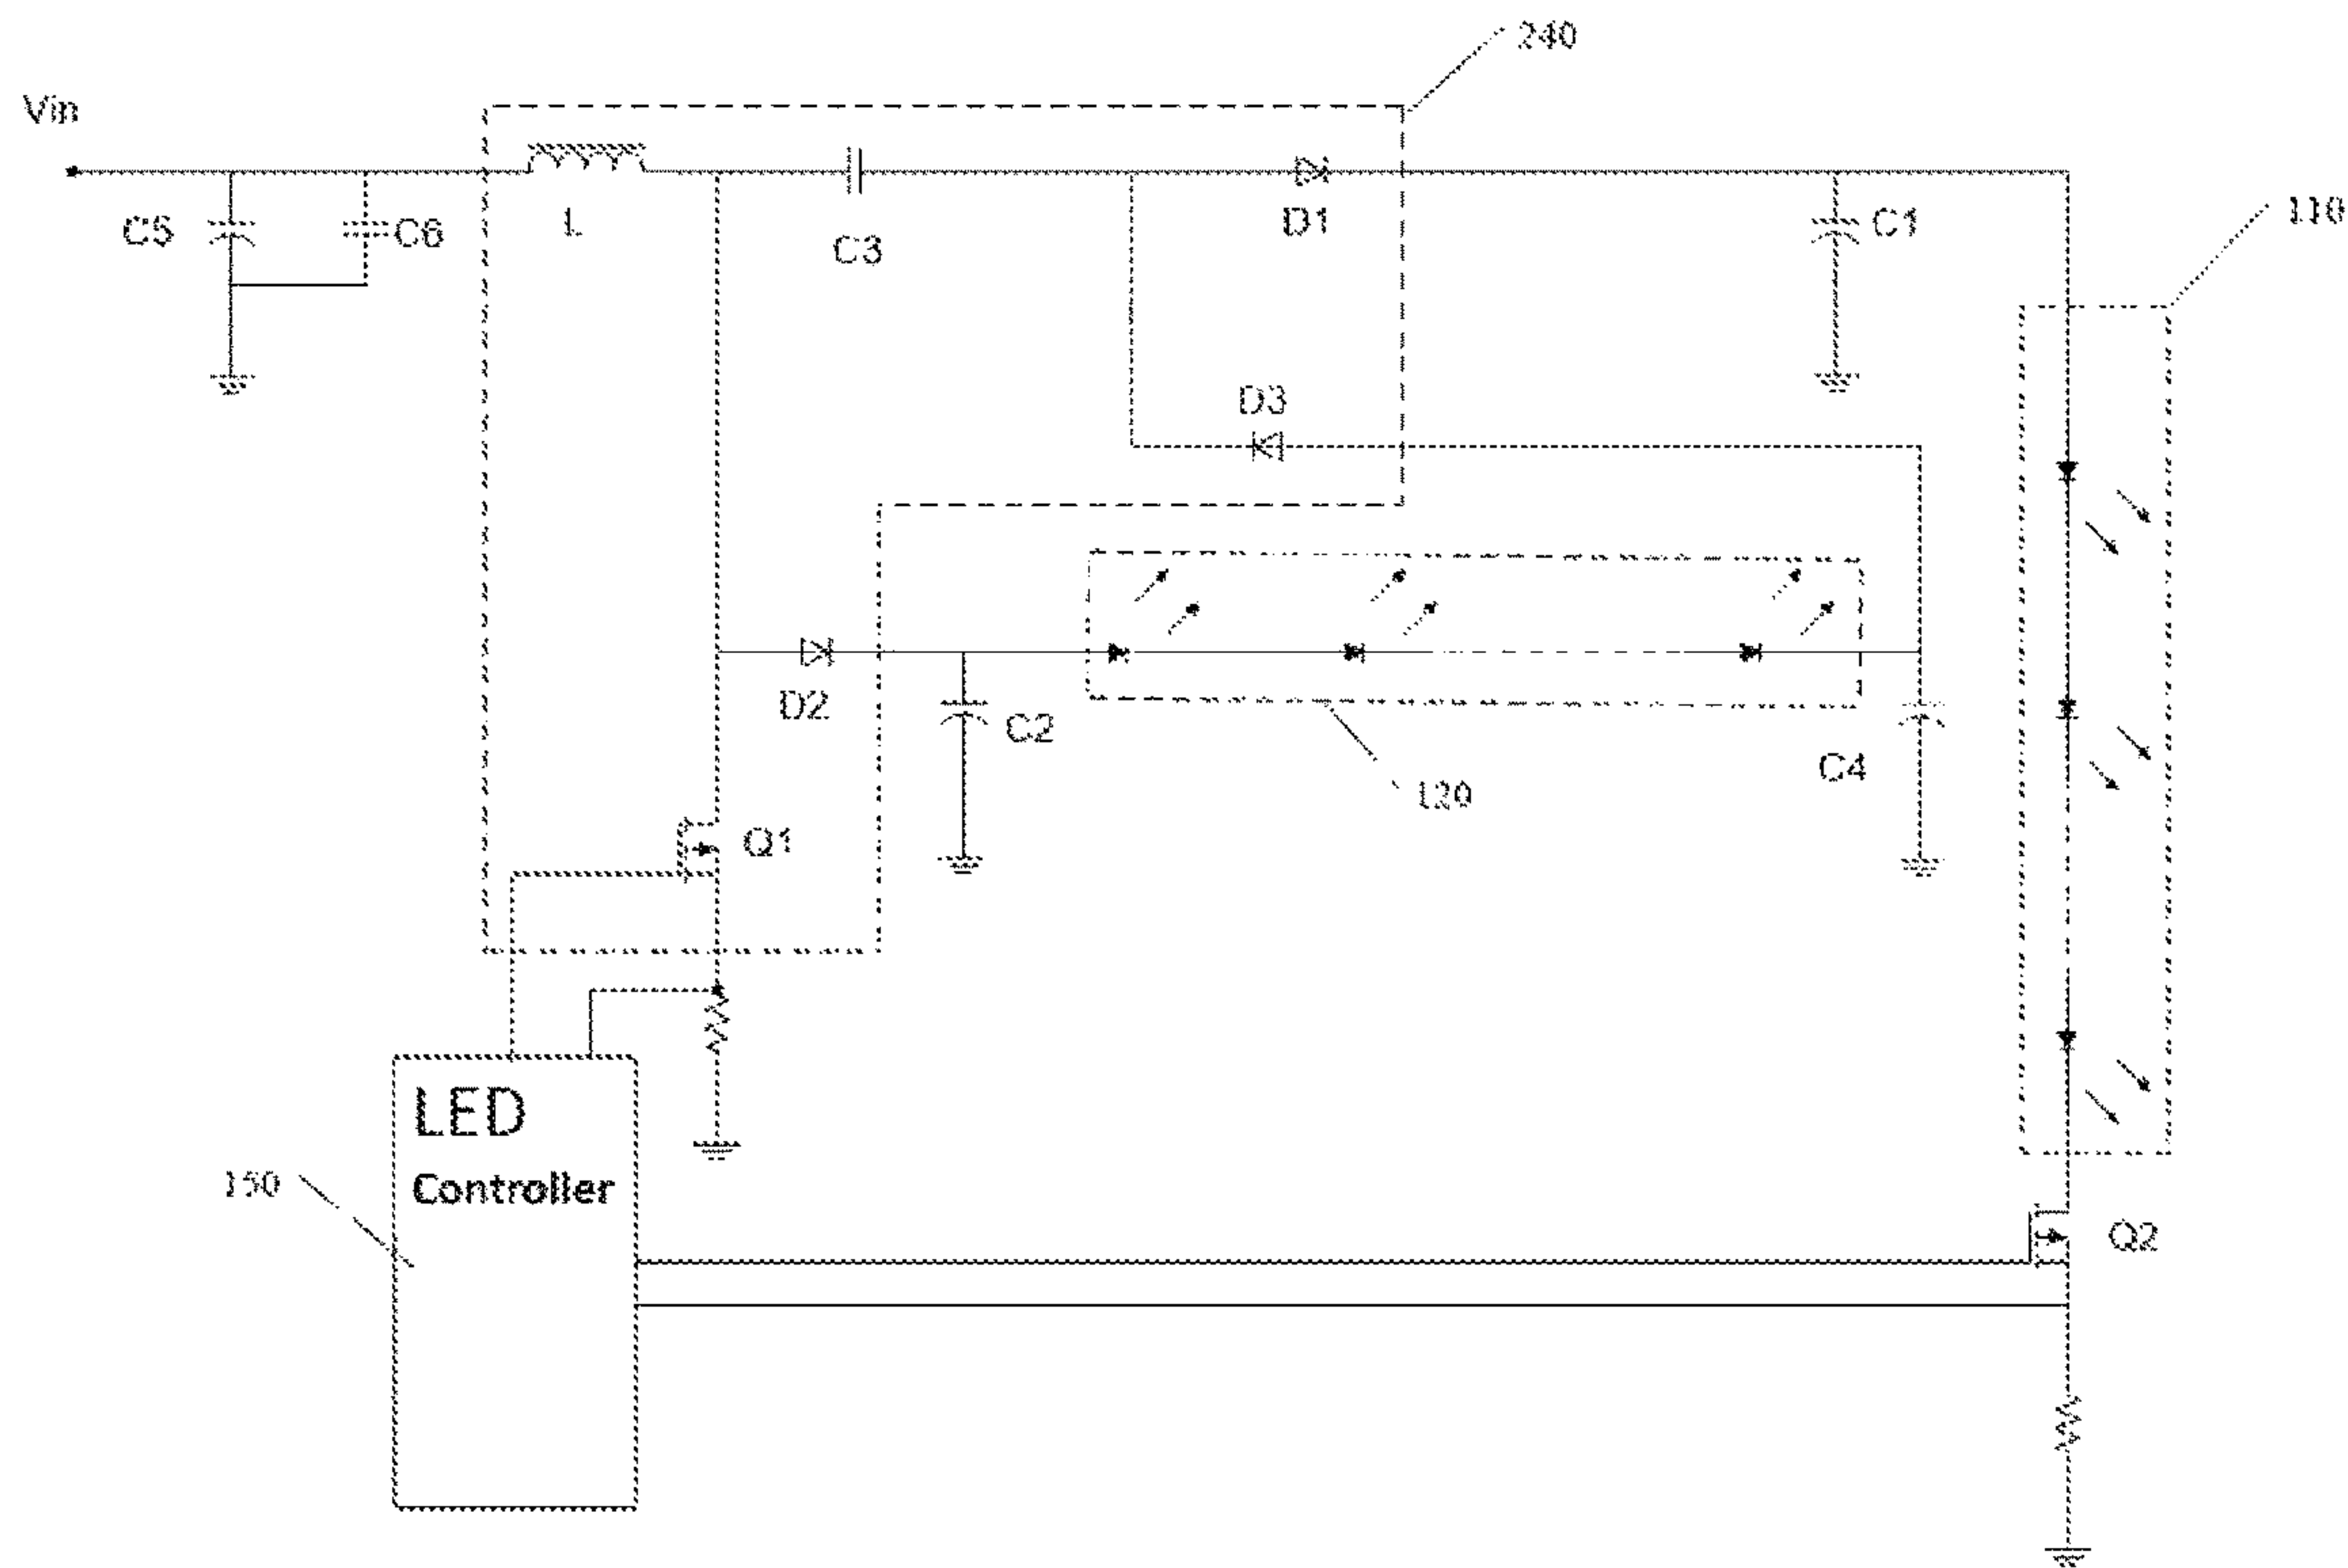 240
Vin
110
C5
C6
L
C3
D1
C1
D3
D2
C2
120
C4
Q1
LED
Controller
150
Q2